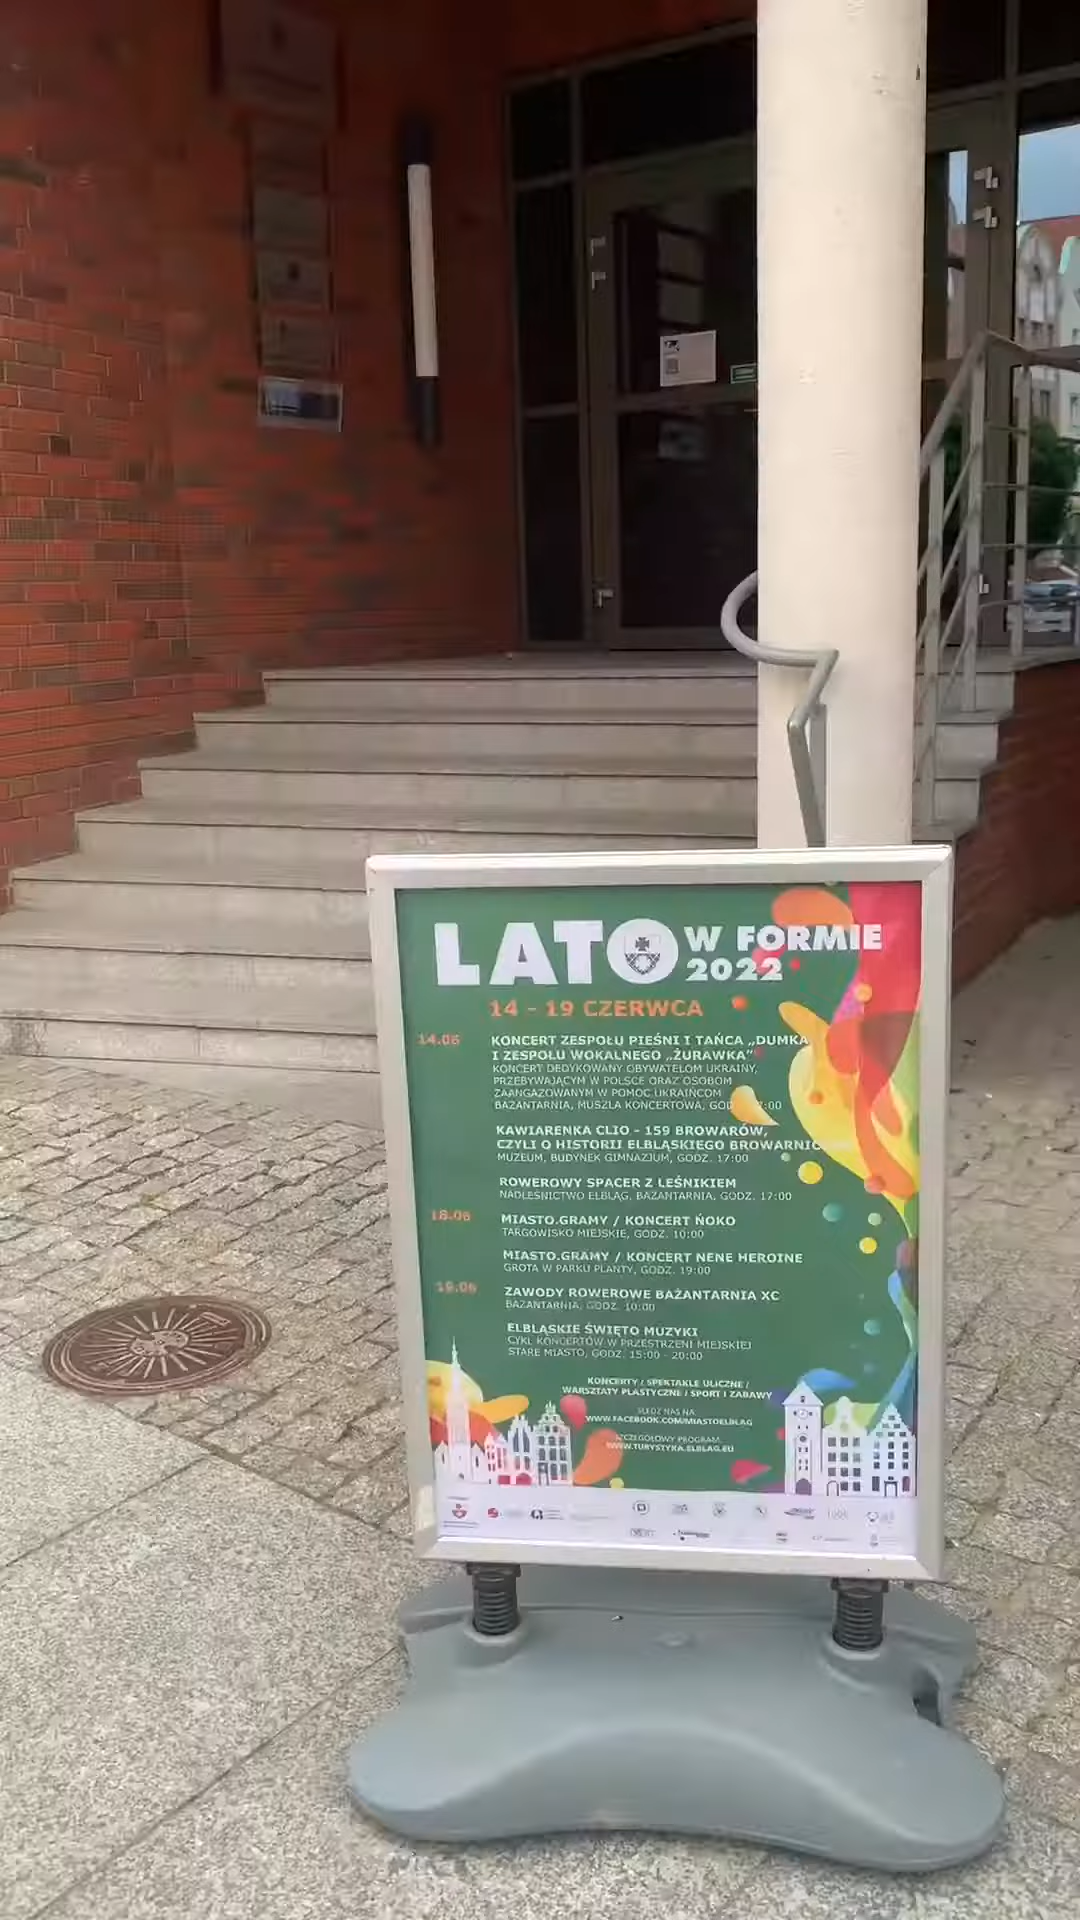 LATO W FORMIE
2022
14 - 19 CZERWCA
14.06
KONCERT ZESPOŁU PIEŚNI I TAŃCA „DUMKA
I ZESPOŁU WOKALNEGO „ŻURAWKA"
KONCERT DEDYKOWANY OBYWATELOM UKRAINY,
PRZEBYWAJĄCYM W POLSCE ORAZ OSOBOM
ZAANGAŻOWANYM W POMOC UKRAIŃCOM
BAŻANTARNIA, MUSZLA KONCERTOWA,
KAWIARENKA CLIO - 159 BROWARÓW,
CZYLI O HISTORII ELBLĄSKIEGO BROWARNIC
MUZEUM, BUDYNEK GIMNAZJUM, GODZ. 17:00
ROWEROWY SPACER Z LEŚNIKIEM
NADLEŚNICTWO ELBLĄG, BAŻANTARNIA, GODZ. 17:00
18.06
MIASTO.GRAMY / KONCERT ŃOKO
TARGOWISKO MIEJSKIE, GODZ. 10:00
MIASTO.GRAMY / KONCERT NENE HEROINE
GROTA W PARKU PLANTY, GODZ. 19:00
19.06
ZAWODY ROWEROWE BAŻANTARNIA XC
BAŻANTARNIA, GODZ. 10:00
ELBLĄSKIE ŚWIĘTO MUZYKI
CYKL KONCERTÓW W PRZESTRZENI MIEJSKIEJ
STARE MIASTO, GODZ. 15:00 - 20:00
KONCERTY / SPEKTAKLE ULICZNE /
WARSZTATY PLASTYCZNE / SPORT I ZABAWY
ŚLEDŹ NAS NA:
WWW.FACEBOOK.COM/MIASTOELBLAG
SZCZEGÓŁOWY PROGRAM:
WWW.TURYSTYKA.ELBLAG.EU